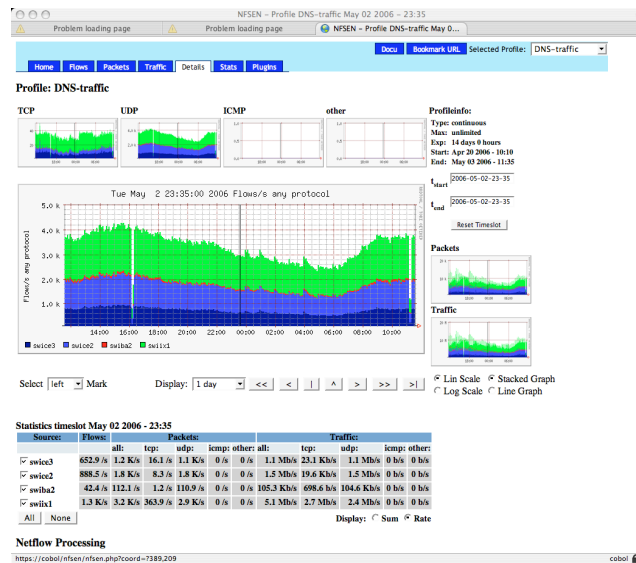 NFSEN - Profile DNS-traffic May 02 2006 - 23:35
Problem loading page
Problem loading page
NFSEN - Profile DNS-traffic May 0...
Docu
Bookmark URL
Selected Profile:
DNS-traffic
Home
Flows
Packets
Traffic
Details
Stats
Plugins
Profile: DNS-traffic
TCP
UDP
ICMP
other
Profileinfo:
Type: continuous
Max: unlimited
Exp: 14 days 0 hours
Start: Apr 20 2006 - 10:10
End: May 03 2006 - 11:35
tstart 2006-05-02-23-35
tend 2006-05-02-23-35
Reset Timeslot
Tue May 2 23:35:00 2006 Flows/s any protocol
Flows/s any protocol
5.0 k
4.0 k
3.0 k
2.0 k
1.0 k
14:00 16:00 18:00 20:00 22:00 00:00 02:00 04:00 06:00 08:00 10:00
swice3 swice2 swiba2 swiix1
Packets
Traffic
Select left Mark
Display: 1 day << < | ^ > >> >|
Lin Scale Stacked Graph
Log Scale Line Graph
Statistics timeslot May 02 2006 - 23:35
Source: Flows: Packets: Traffic:
all: tcp: udp: icmp: other: all: tcp: udp: icmp: other:
swice3 652.9 /s 1.2 K/s 16.1 /s 1.1 K/s 0 /s 0 /s 1.1 Mb/s 23.1 Kb/s 1.1 Mb/s 0 b/s 0 b/s
swice2 888.5 /s 1.8 K/s 8.3 /s 1.8 K/s 0 /s 0 /s 1.5 Mb/s 19.6 Kb/s 1.5 Mb/s 0 b/s 0 b/s
swiba2 42.4 /s 112.1 /s 1.2 /s 110.9 /s 0 /s 0 /s 105.3 Kb/s 698.6 b/s 104.6 Kb/s 0 b/s 0 b/s
swiix1 1.3 K/s 3.2 K/s 363.9 /s 2.9 K/s 0 /s 0 /s 5.1 Mb/s 2.7 Mb/s 2.4 Mb/s 0 b/s 0 b/s
All None
Display: Sum Rate
Netflow Processing
https://cobol/nfsen/nfsen.php?coord=?389,209
cobol